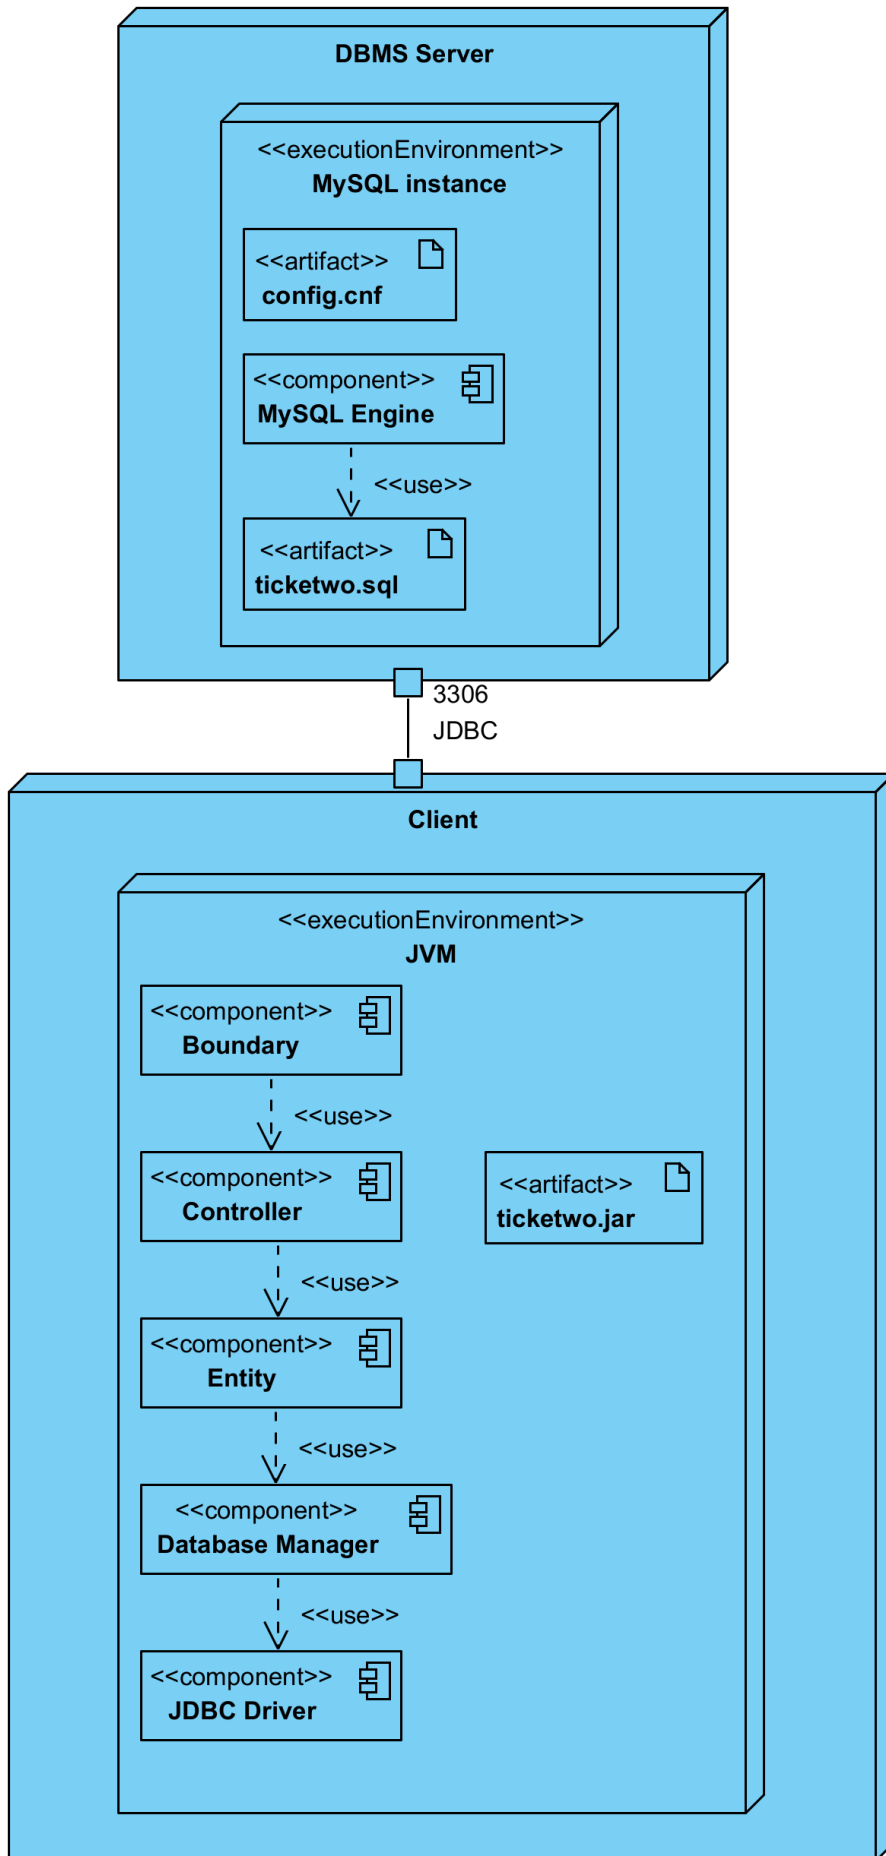 DBMS Server
<<executionEnvironment>>
MySQL instance
<<artifact>>
config.cnf
<<component>>
MySQL Engine
<<use>>
<<artifact>>
ticketwo.sql
3306
JDBC
Client
<<executionEnvironment>>
JVM
<<component>>
Boundary
<<use>>
<<component>>
Controller
<<artifact>>
ticketwo.jar
<<use>>
<<component>>
Entity
<<use>>
<<component>>
Database Manager
<<use>>
<<component>>
JDBC Driver